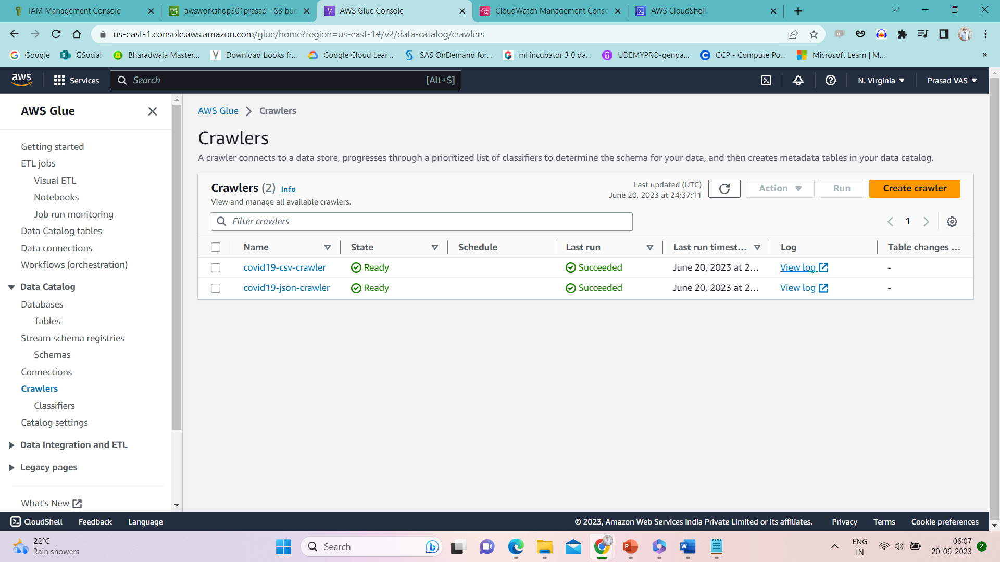 IAM Management Console
awsworkshop301prasad - S3 buc
AWS Glue Console
CloudWatch Management Conso
AWS CloudShell
us-east-1.console.aws.amazon.com/glue/home?region=us-east-1#/v2/data-catalog/crawlers
Google
GSocial
Bharadwaja Master...
Download books fr...
Google Cloud Lear...
SAS OnDemand for...
ml incubator 3 0 da...
UDEMYPRO-genpa...
GCP - Compute Po...
Microsoft Learn | M...
»
aws
Services
Search
[Alt+S]
N. Virginia
Prasad VAS
AWS Glue
Getting started
ETL jobs
Visual ETL
Notebooks
Job run monitoring
Data Catalog tables
Data connections
Workflows (orchestration)
Data Catalog
Databases
Tables
Stream schema registries
Schemas
Connections
Crawlers
Classifiers
Catalog settings
Data Integration and ETL
Legacy pages
What's New
AWS Glue
Crawlers
Crawlers
A crawler connects to a data store, progresses through a prioritized list of classifiers to determine the schema for your data, and then creates metadata tables in your data catalog.
Crawlers (2) Info
View and manage all available crawlers.
Last updated (UTC)
June 20, 2023 at 24:37:11
Action
Run
Create crawler
Filter crawlers
1
Name State Schedule Last run Last run timest... Log Table changes ...
covid19-csv-crawler Ready Succeeded June 20, 2023 at 2... View log -
covid19-json-crawler Ready Succeeded June 20, 2023 at 2... View log -
CloudShell
Feedback
Language
© 2023, Amazon Web Services India Private Limited or its affiliates.
Privacy
Terms
Cookie preferences
22°C
Rain showers
Search
ENG
IN
06:07
20-06-2023
2